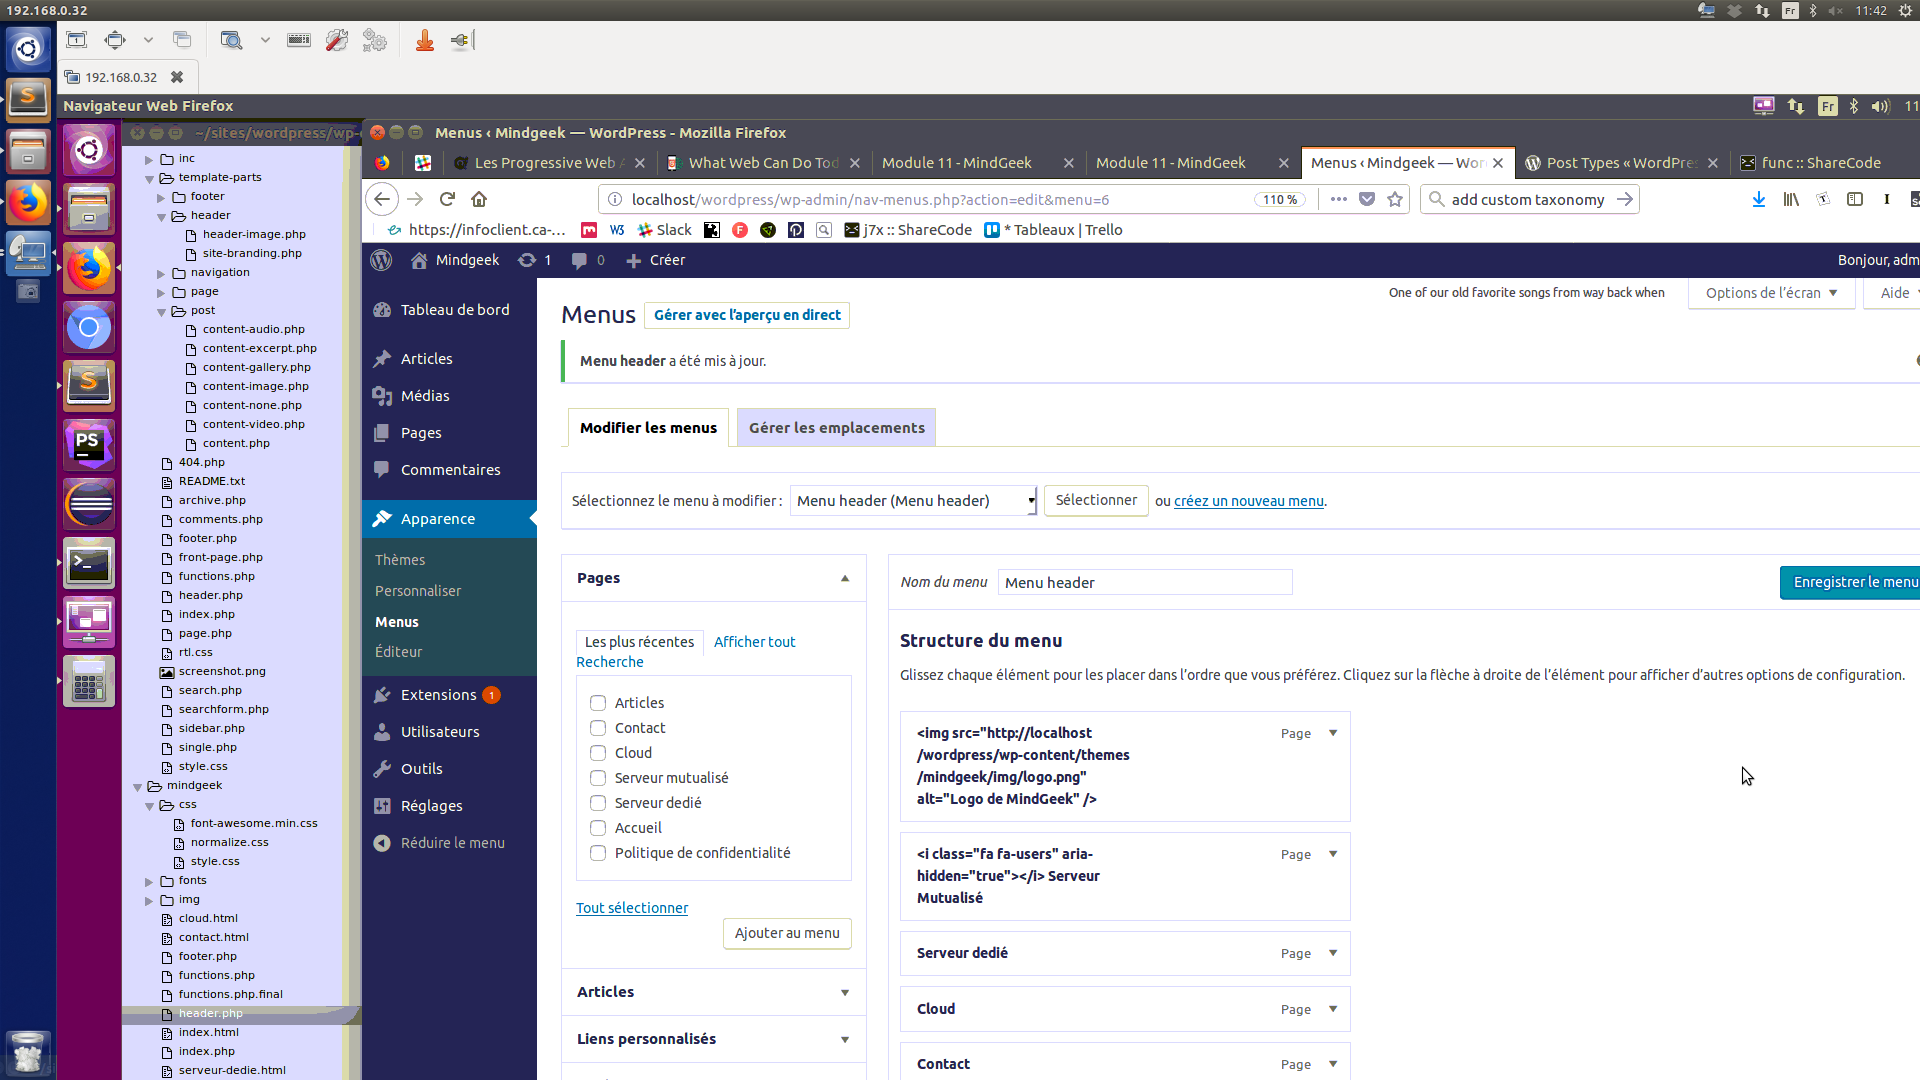 192.168.0.32
Fr
11:42
192.168.0.32
Navigateur Web Firefox
Fr
11
~/sites/wordpress/wp-
Menus ‹ Mindgeek — WordPress - Mozilla Firefox
Les Progressive Web
What Web Can Do Tod
Module 11 - MindGeek
Module 11 - MindGeek
Menus ‹ Mindgeek — Wor
Post Types « WordPre
func :: ShareCode
localhost/wordpress/wp-admin/nav-menus.php?action=edit&menu=6
110 %
add custom taxonomy
https://infoclient.ca-...
W3
Slack
j7x :: ShareCode
* Tableaux | Trello
Mindgeek
1
0
Créer
Bonjour, adm
inc
template-parts
footer
header
header-image.php
site-branding.php
navigation
page
post
content-audio.php
content-excerpt.php
content-gallery.php
content-image.php
content-none.php
content-video.php
content.php
404.php
README.txt
archive.php
comments.php
footer.php
front-page.php
functions.php
header.php
index.php
page.php
rtl.css
screenshot.png
search.php
searchform.php
sidebar.php
single.php
style.css
mindgeek
css
font-awesome.min.css
normalize.css
style.css
fonts
img
cloud.html
contact.html
footer.php
functions.php
functions.php.final
header.php
index.html
index.php
serveur-dedie.html
PS
Tableau de bord
Articles
Médias
Pages
Commentaires
Apparence
Thèmes
Personnaliser
Menus
Éditeur
Extensions 1
Utilisateurs
Outils
Réglages
Réduire le menu
One of our old favorite songs from way back when
Options de l'écran
Aide
Menus
Gérer avec l'aperçu en direct
Menu header a été mis à jour.
Modifier les menus
Gérer les emplacements
Sélectionnez le menu à modifier :
Menu header (Menu header)
Sélectionner
ou créez un nouveau menu.
Pages
Les plus récentes
Afficher tout
Recherche
Articles
Contact
Cloud
Serveur mutualisé
Serveur dedié
Accueil
Politique de confidentialité
Tout sélectionner
Ajouter au menu
Articles
Liens personnalisés
Nom du menu
Menu header
Enregistrer le menu
Structure du menu
Glissez chaque élément pour les placer dans l'ordre que vous préférez. Cliquez sur la flèche à droite de l'élément pour afficher d'autres options de configuration.
<img src="http://localhost
/wordpress/wp-content/themes
/mindgeek/img/logo.png"
alt="Logo de MindGeek" />
Page
<i class="fa fa-users" aria-
hidden="true"></i> Serveur
Mutualisé
Page
Serveur dedié
Page
Cloud
Page
Contact
Page